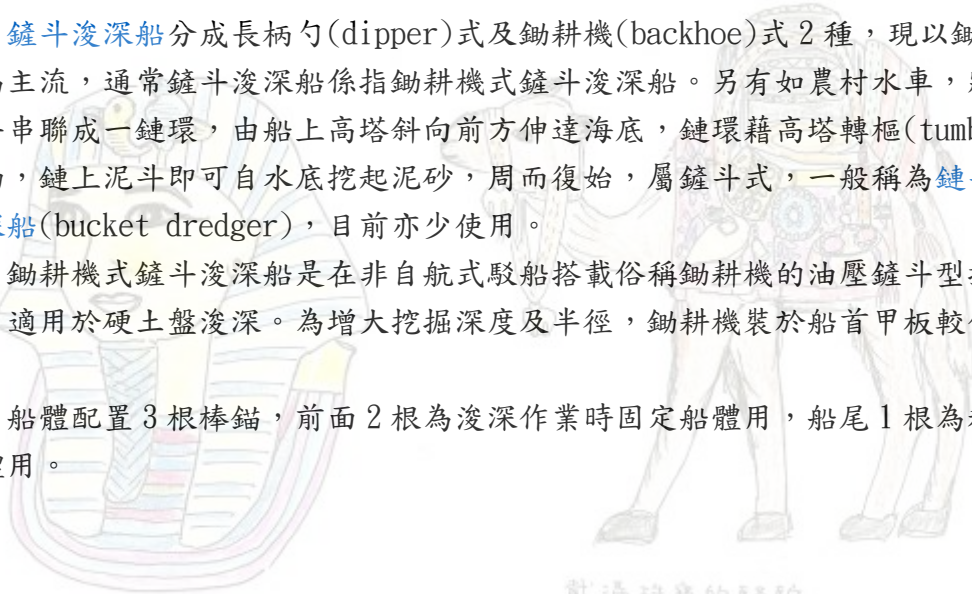 鏟斗浚深船分成長柄勺(dipper)式及鋤耕機(backhoe)式 2 種，現以鋤
主流，通常鏟斗浚深船係指鋤耕機式鏟斗浚深船。另有如農村水車，
串聯成一鏈環，由船上高塔斜向前方伸達海底，鏈環藉高塔轉樞(tumb
，鏈上泥斗即可自水底挖起泥砂，周而復始，屬鏟斗式，一般稱為鏈
船(bucket dredger)，目前亦少使用。
鋤耕機式鏟斗浚深船是在非自航式駁船搭載俗稱鋤耕機的油壓鏟斗型
適用於硬土盤浚深。為增大挖掘深度及半徑，鋤耕機裝於船首甲板較
船體配置 3 根棒錨，前面 2 根為浚深作業時固定船體用，船尾 1 根為
用。